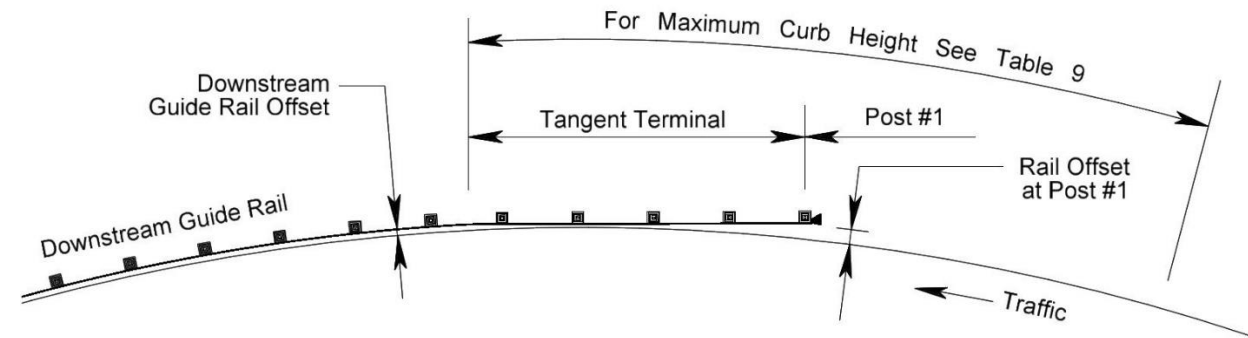 For Maximum Curb Height See Table 9
Downstream
Guide Rail Offset
Tangent Terminal
Post #1
Rail Offset
at Post #1
Downstream Guide Rail
Traffic